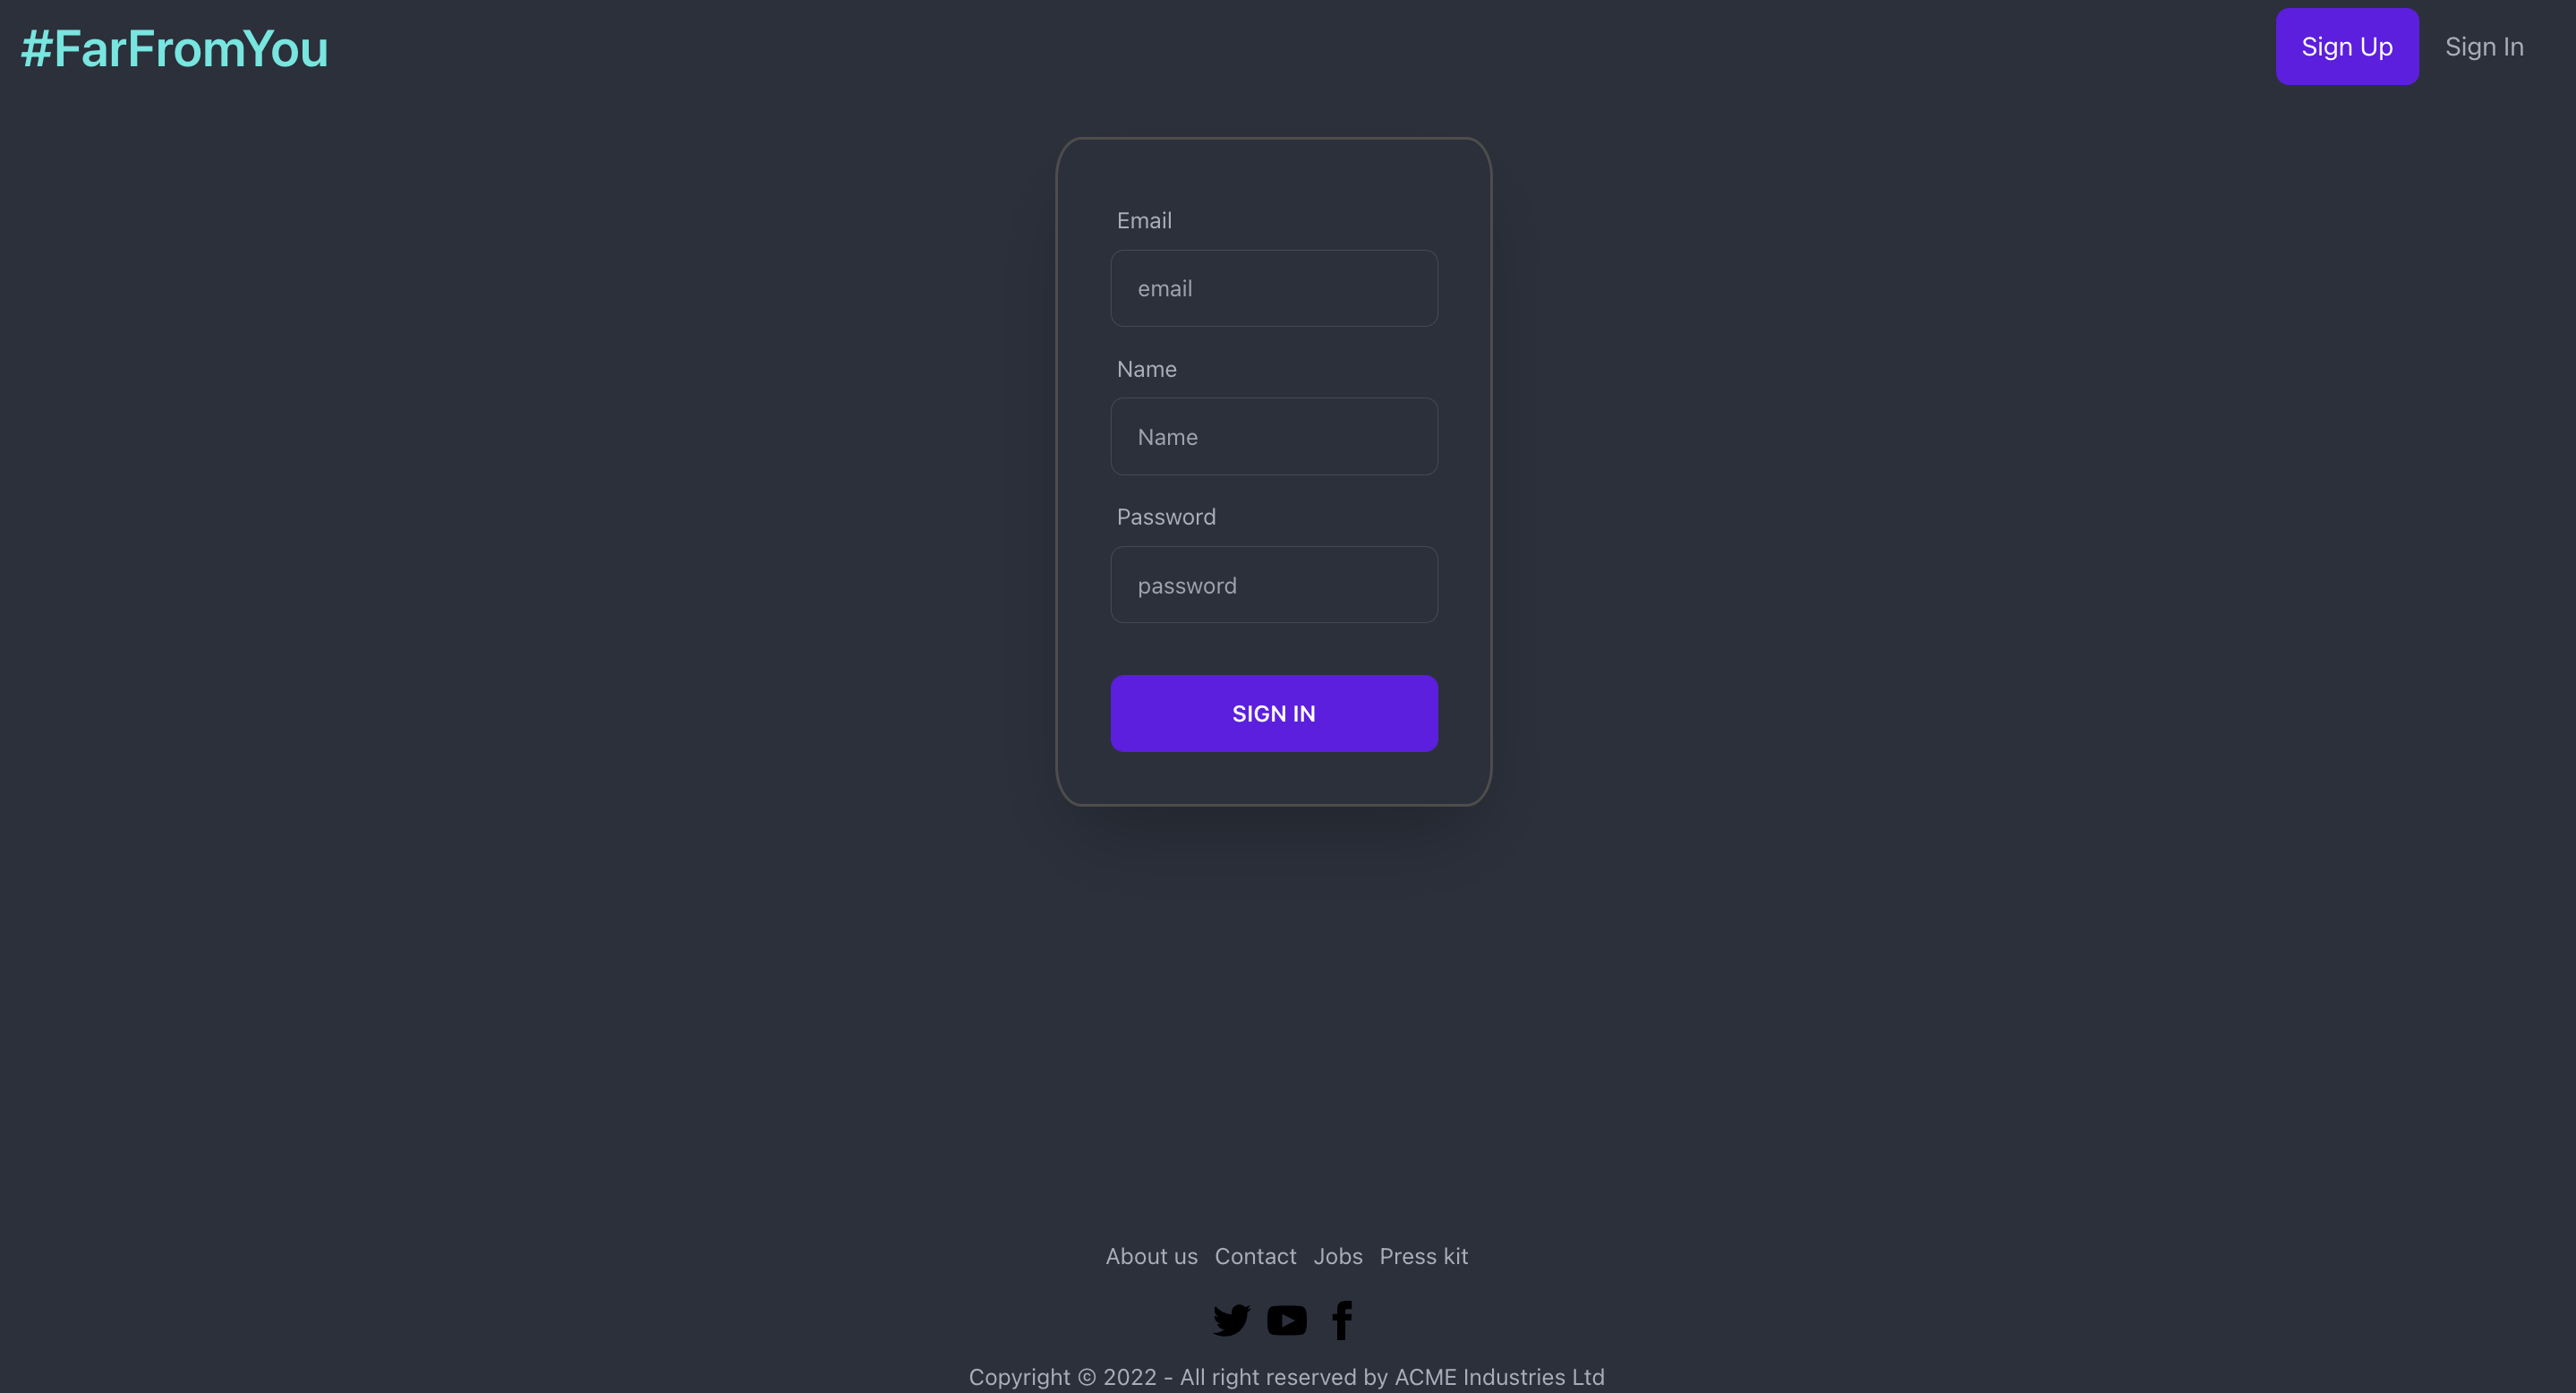 #FarFromYou
Sign Up Sign In
Email
email
Name
Name
Password
password
SIGN IN
About us Contact Jobs Press kit
Copyright © 2022 - All right reserved by ACME Industries Ltd